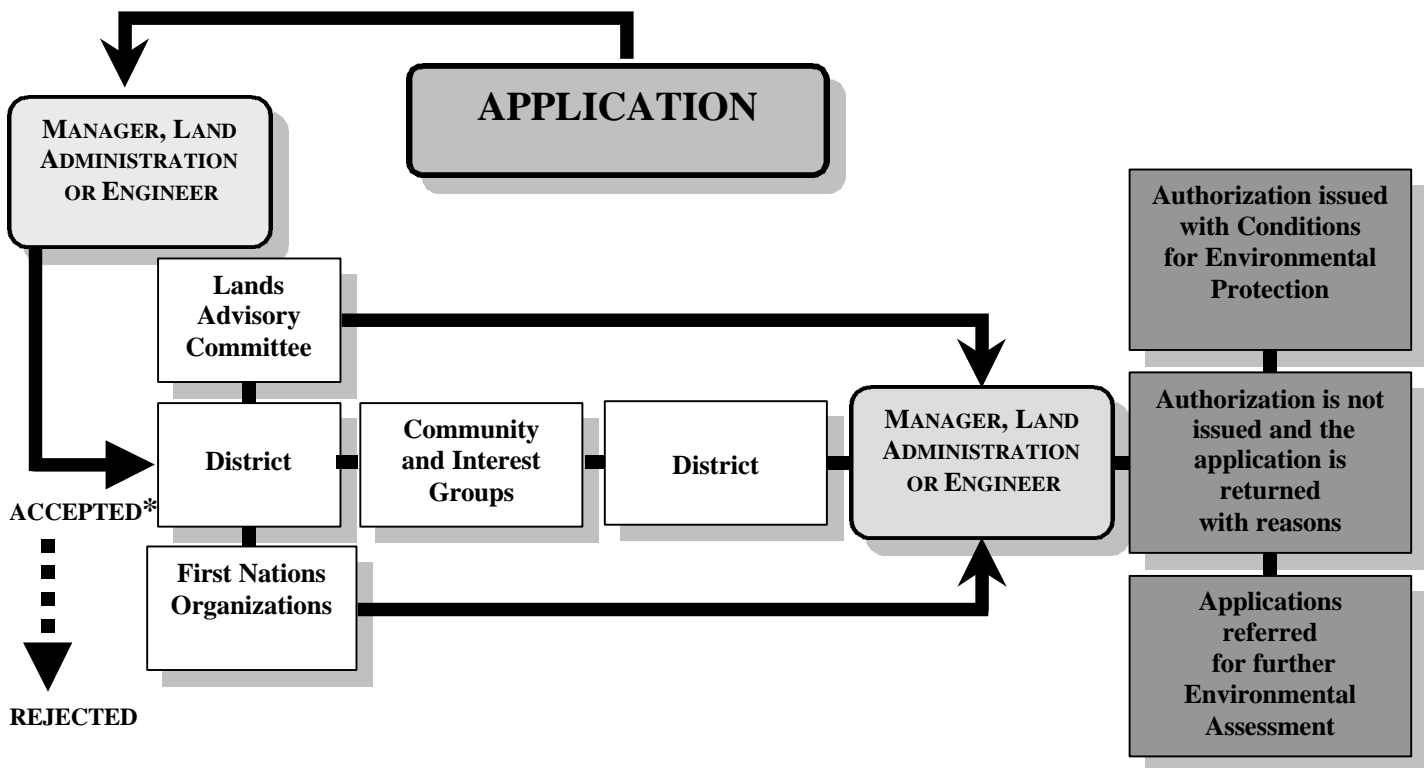 APPLICATION
MANAGER, LAND
ADMINISTRATION
OR ENGINEER
Lands
Advisory
Committee
District
First Nations
Organizations
ACCEPTED*
REJECTED
Community
and Interest
Groups
District
MANAGER, LAND
ADMINISTRATION
OR ENGINEER
Authorization issued
with Conditions
for Environmental
Protection
Authorization is not
issued and the
application is
returned
with reasons
Applications
referred
for further
Environmental
Assessment